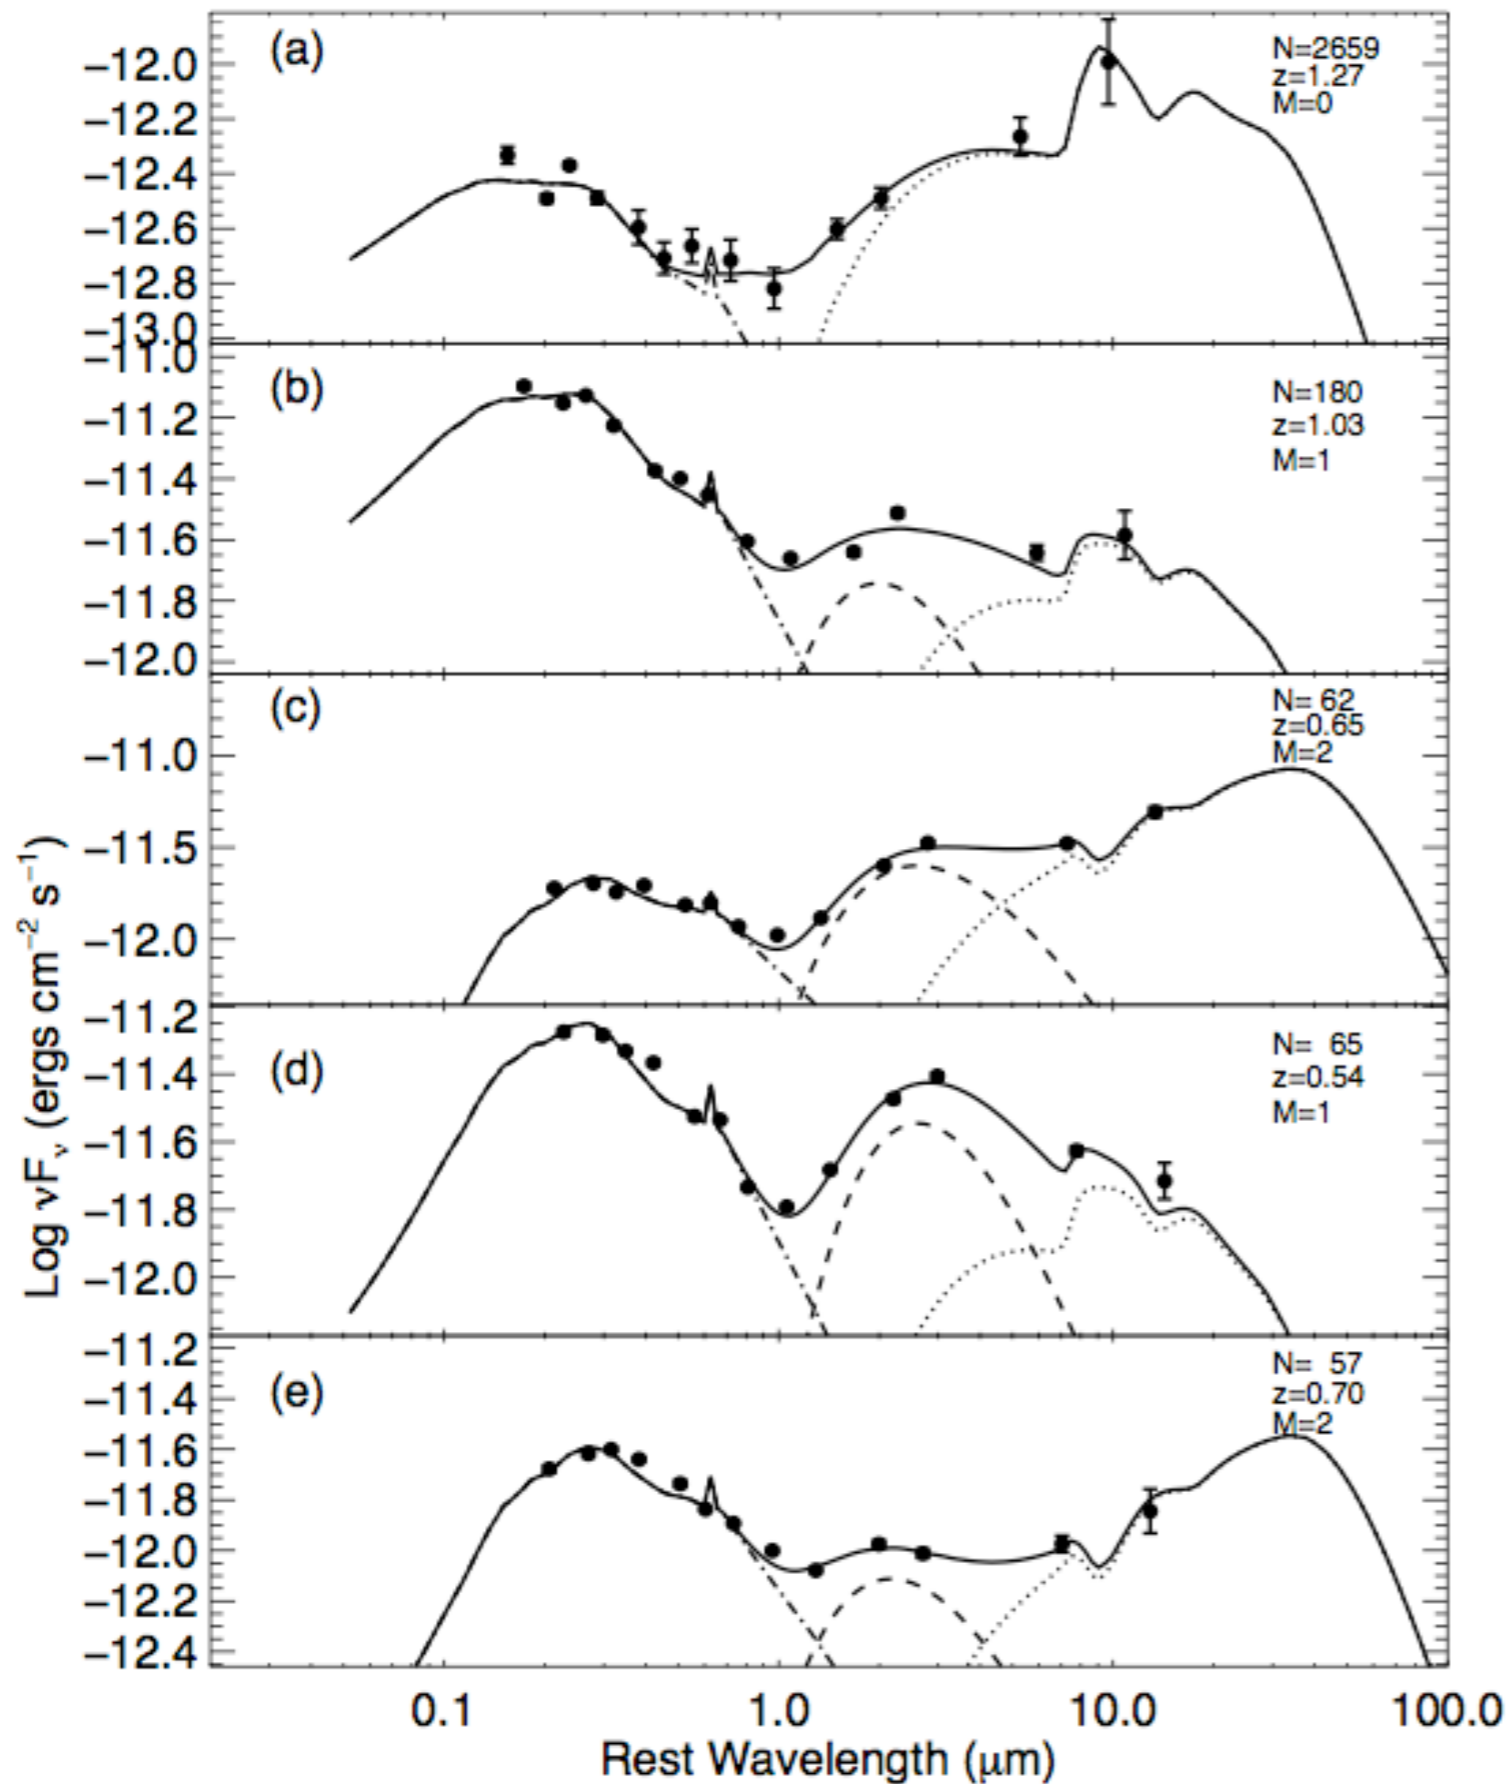 (a)
N=2659
z=1.27
M=0
−12.0
−12.2
−12.4
−12.6
−12.8
−13.0
(b)
N=180
z=1.03
M=1
−11.0
−11.2
−11.4
−11.6
−11.8
−12.0
(c)
N= 62
z=0.65
M=2
−11.0
−11.5
−12.0
(d)
N= 65
z=0.54
M=1
−11.2
−11.4
−11.6
−11.8
−12.0
(e)
N= 57
z=0.70
M=2
−11.2
−11.4
−11.6
−11.8
−12.0
−12.2
−12.4
Log νFν (ergs cm−2 s−1)
0.1 1.0 10.0 100.0
Rest Wavelength (μm)